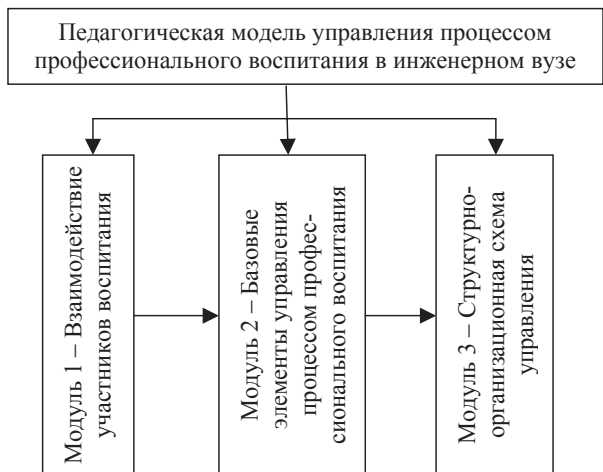 Педагогическая модель управления процессом
профессионального воспитания в инженерном вузе
Модуль 1 – Взаимодействие
участников воспитания
Модуль 2 – Базовые
элементы управления
процессом профес-
сионального воспитания
Модуль 3 – Структурно-
организационная схема
управления